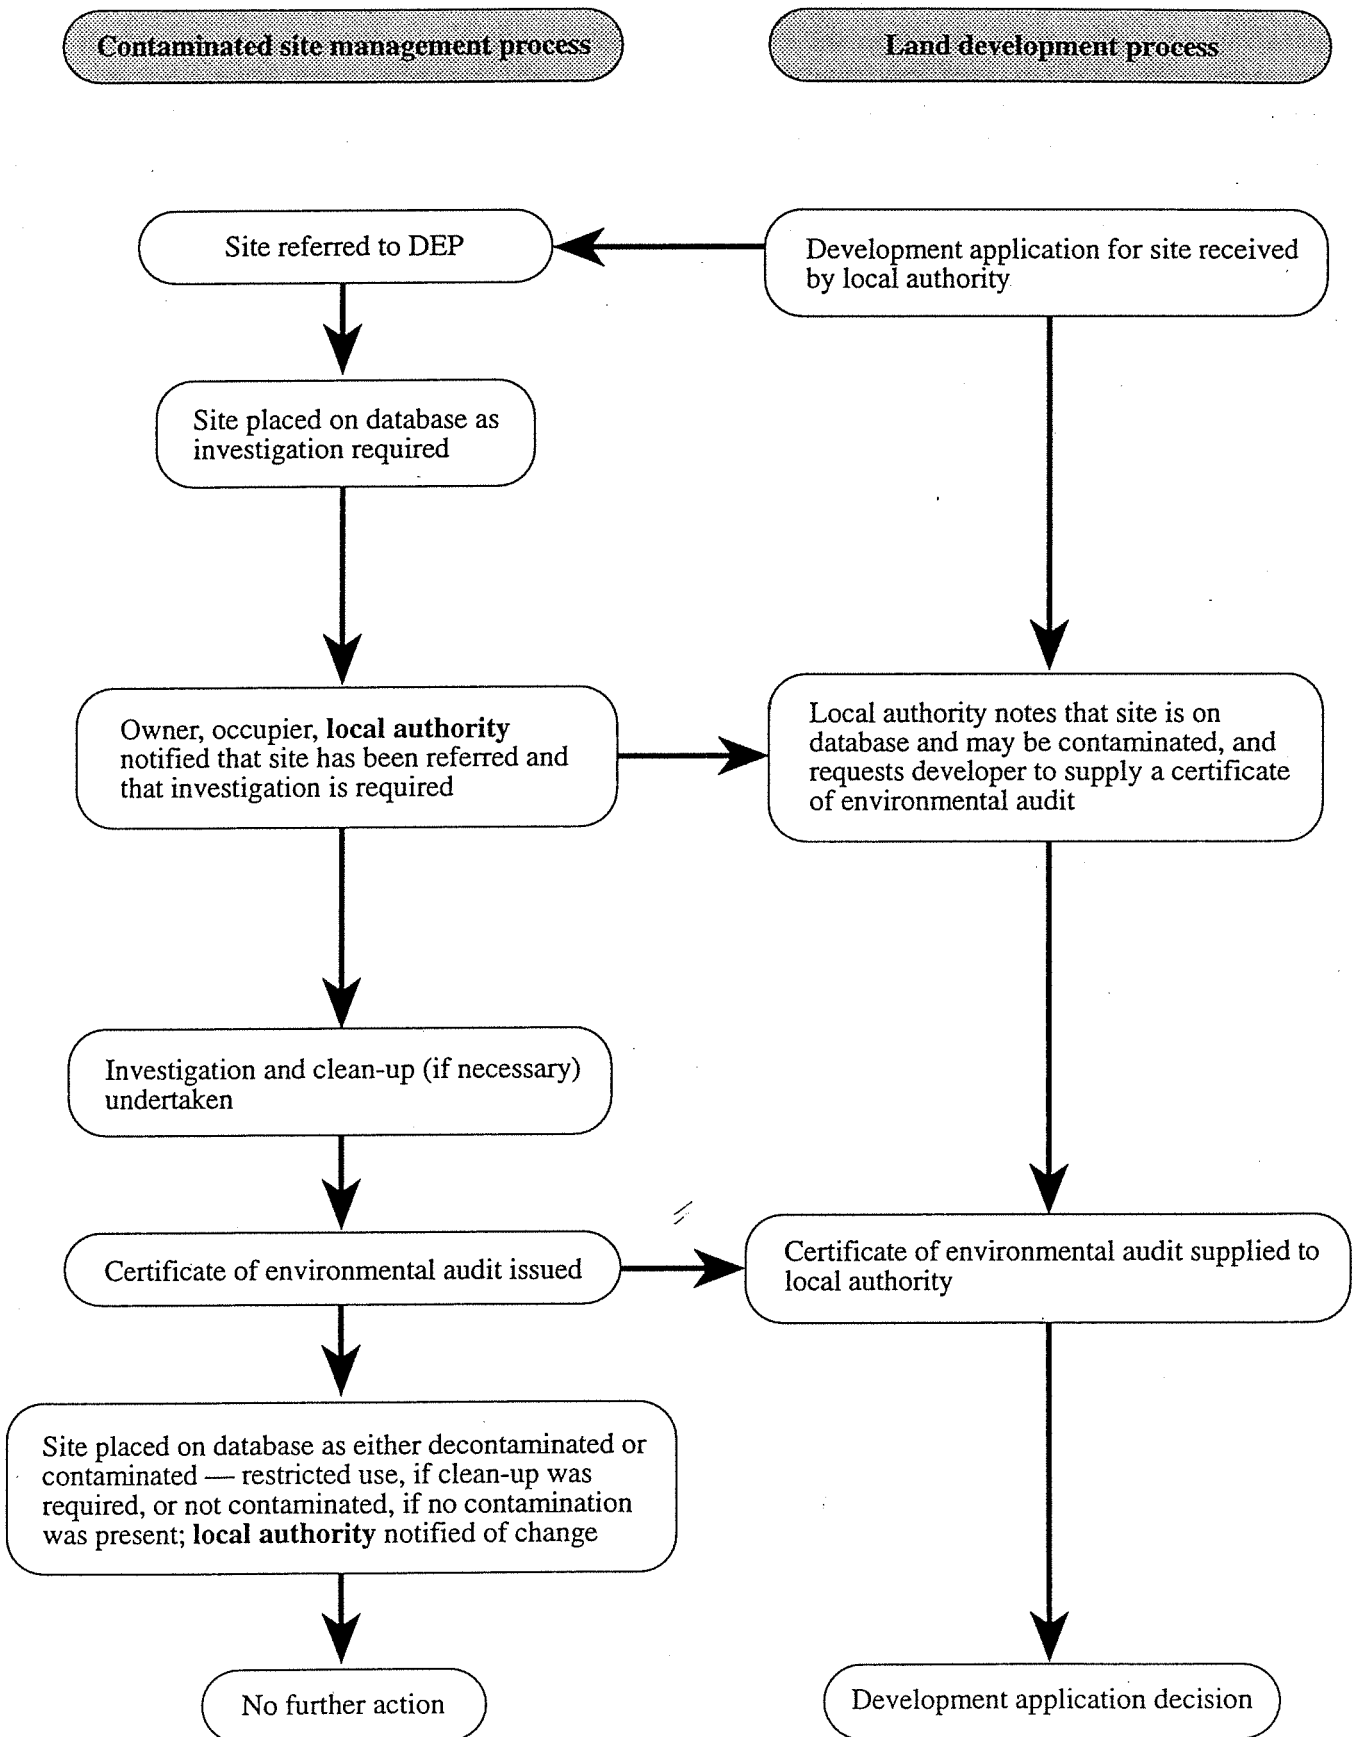 Contaminated site management process
Land development process
Site referred to DEP
Development application for site received
by local authority
Site placed on database as
investigation required
Owner, occupier, local authority
notified that site has been referred and
that investigation is required
Local authority notes that site is on
database and may be contaminated, and
requests developer to supply a certificate
of environmental audit
Investigation and clean-up (if necessary)
undertaken
Certificate of environmental audit issued
Certificate of environmental audit supplied to
local authority
Site placed on database as either decontaminated or
contaminated — restricted use, if clean-up was
required, or not contaminated, if no contamination
was present; local authority notified of change
No further action
Development application decision